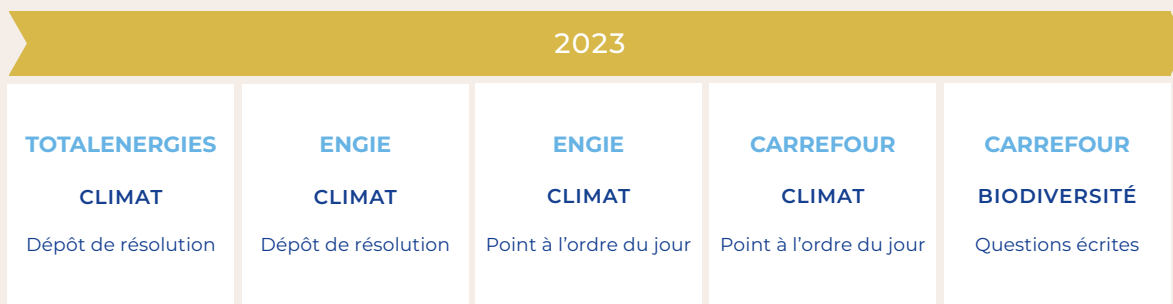 2023
TOTALENERGIES
CLIMAT
Dépôt de résolution
ENGIE
CLIMAT
Dépôt de résolution
ENGIE
CLIMAT
Point à l’ordre du jour
CARREFOUR
CLIMAT
Point à l’ordre du jour
CARREFOUR
BIODIVERSITÉ
Questions écrites